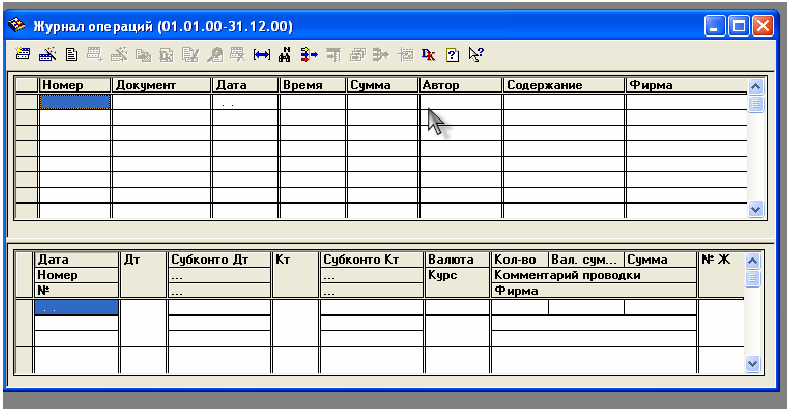 Журнал операций (01.01.00-31.12.00)
Номер Документ Дата Время Сумма Автор Содержание Фирма
. .
Дата Дт Субконто Дт Кт Субконто Кт Валюта Кол-во Вал. сум... Сумма № Ж
Номер ... ... Курс Комментарий проводки
№ ... ... Фирма
. .